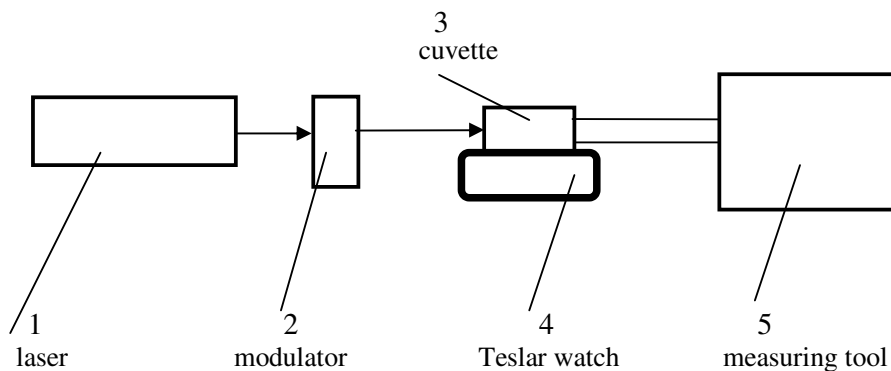 3
cuvette
1
laser
2
modulator
4
Teslar watch
5
measuring tool